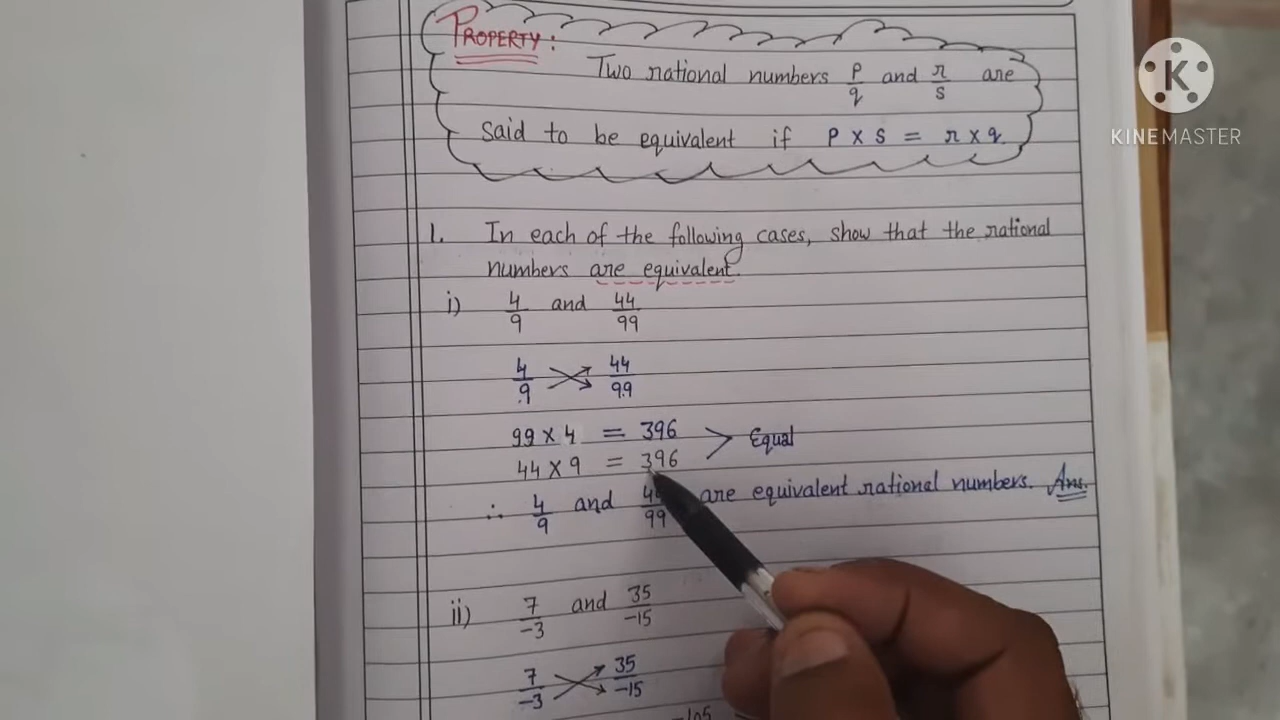 PROPERTY:
Two rational numbers p/q and r/s are
said to be equivalent if p × s = r × q
1. In each of the following cases, show that the rational
numbers are equivalent.
i) 4/9 and 44/99
4/9 44/99
99 × 4 = 396
44 × 9 = 396 > Equal
∴ 4/9 and 44/99 are equivalent rational numbers. Ans.
ii) 7/-3 and 35/-15
7/-3 35/-15
-105
K
KINEMASTER